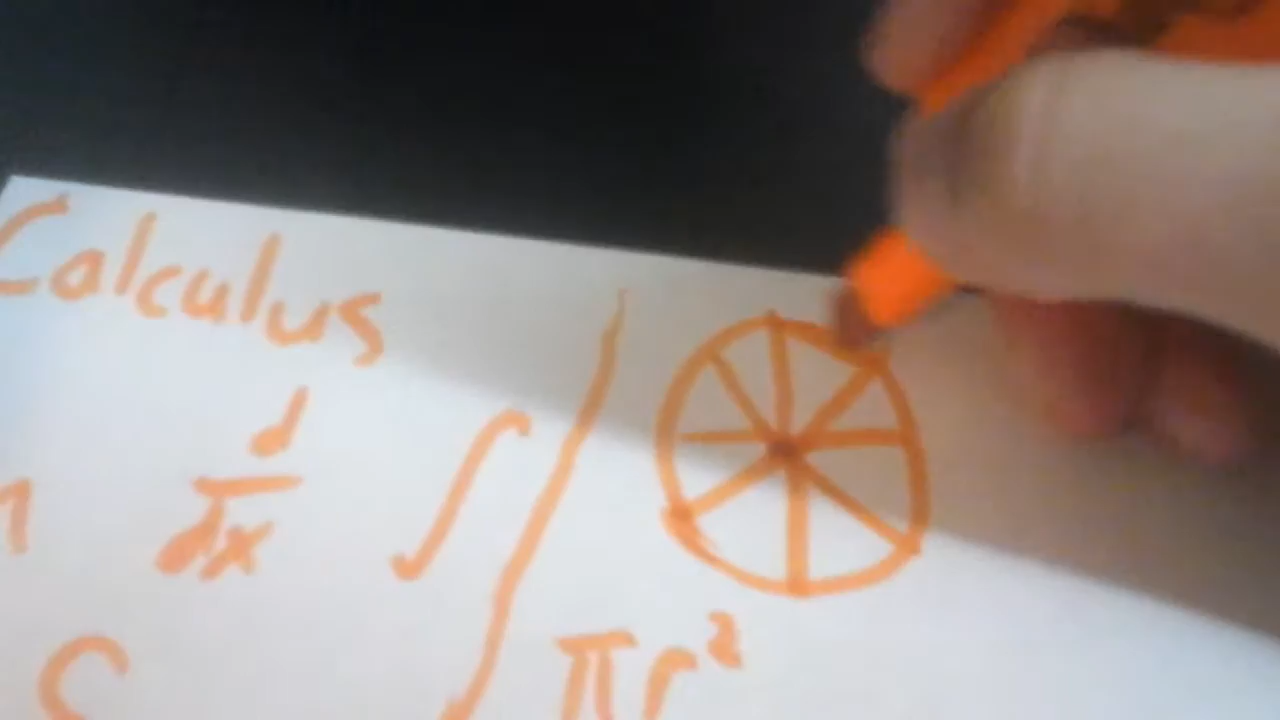 Calculus
d/dx ∫
πr²